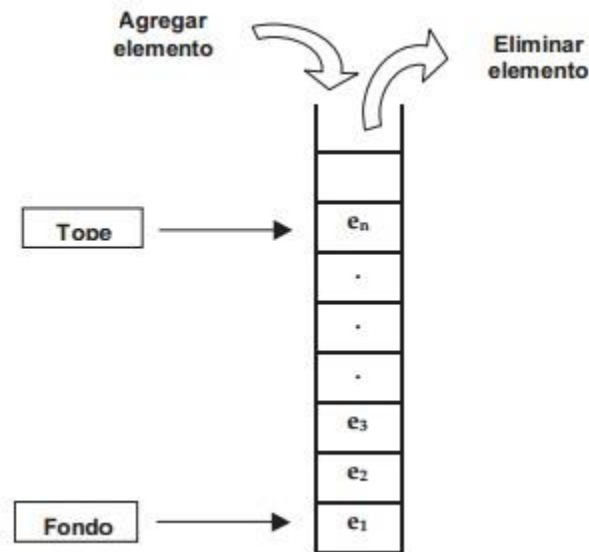 Agregar
elemento
Eliminar
elemento
Tope
eₙ
.
.
.
e₃
e₂
Fondo
e₁